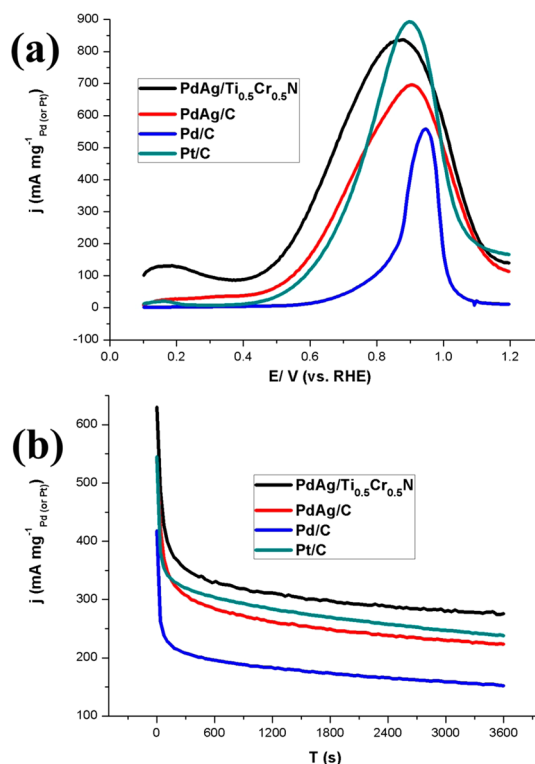 (a)
900
800
700
600
500
400
300
200
100
0
-100
j (mA mg⁻¹ Pd (or Pt))
PdAg/Ti₀.₅Cr₀.₅N
PdAg/C
Pd/C
Pt/C
0.0 0.2 0.4 0.6 0.8 1.0 1.2
E/ V (vs. RHE)
(b)
600
500
400
300
200
100
j (mA mg⁻¹ Pd (or Pt))
PdAg/Ti₀.₅Cr₀.₅N
PdAg/C
Pd/C
Pt/C
0 600 1200 1800 2400 3000 3600
T (s)